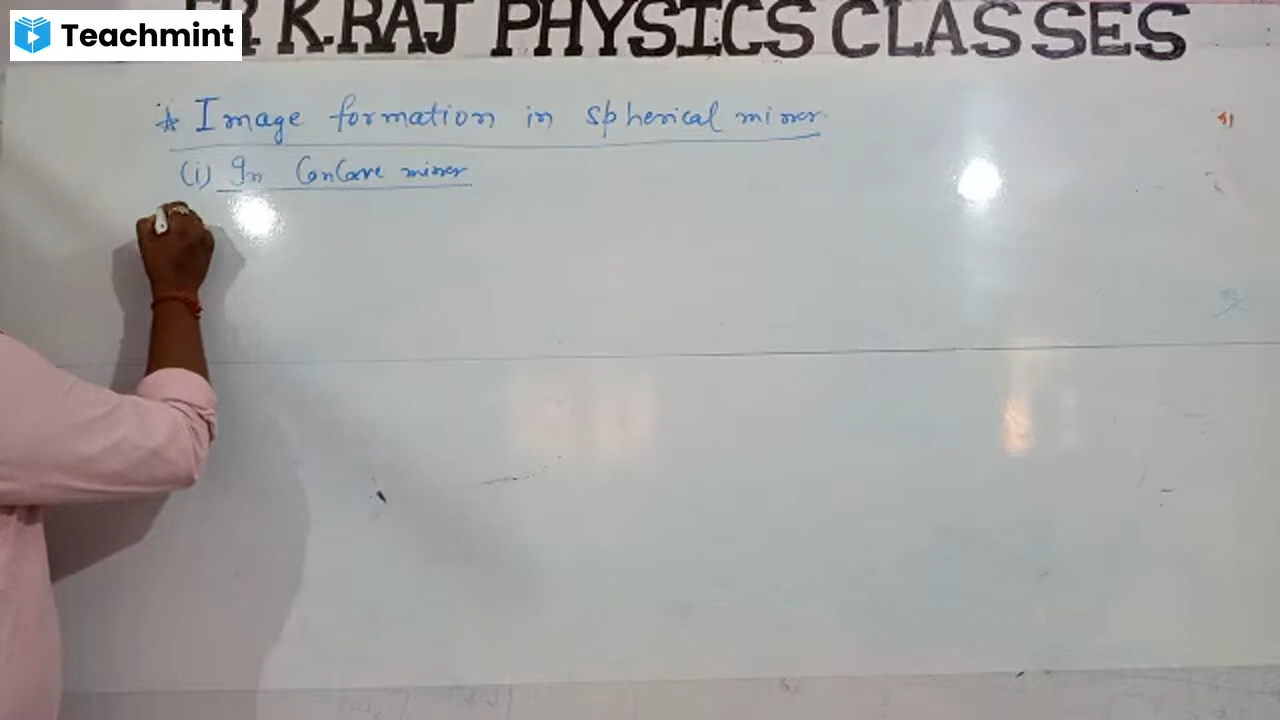 Teachmint
K.RAJ PHYSICS CLASSES
* Image formation in spherical mirror.
(i) In Concave mirror